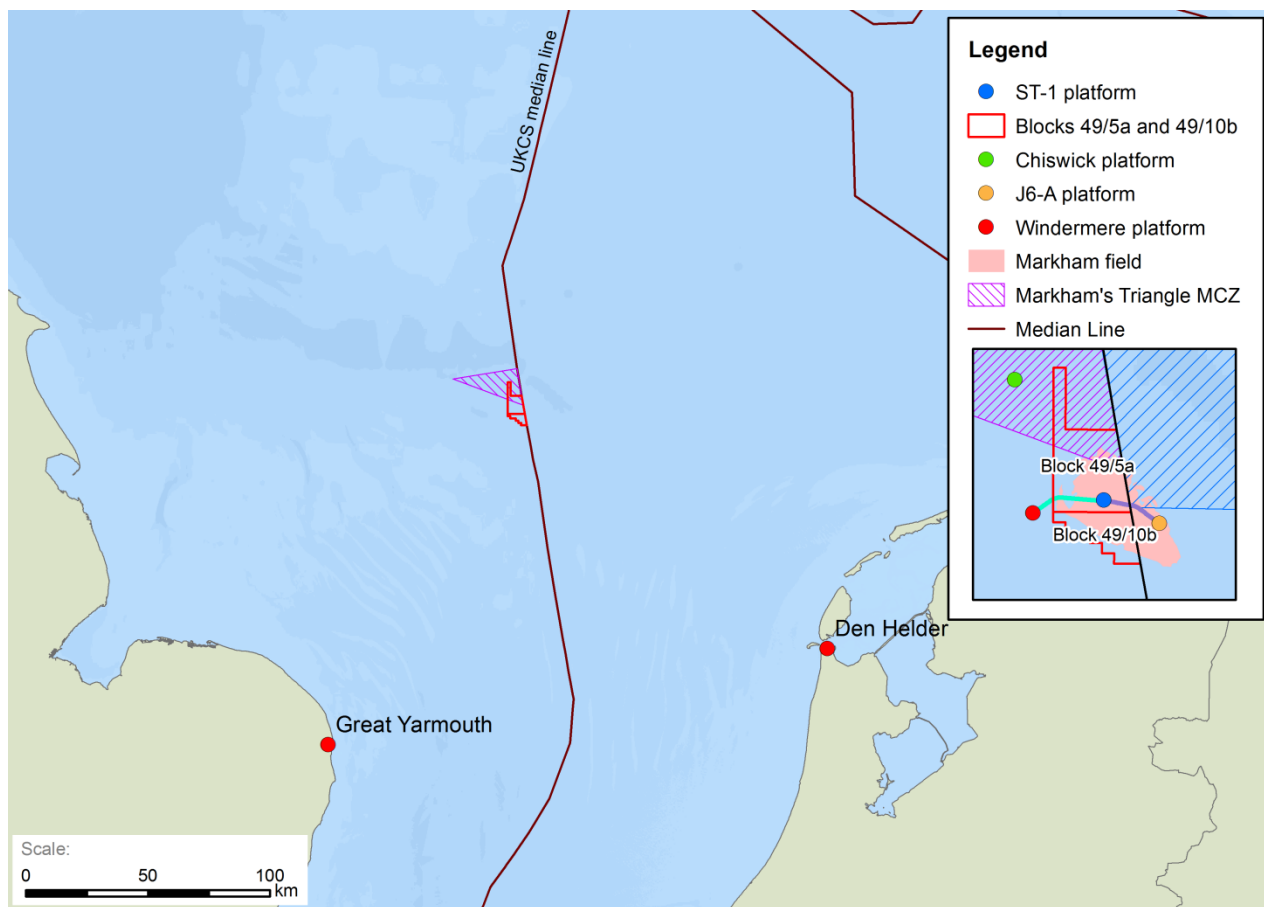 UKCS median line
Great Yarmouth
Den Helder
Scale:
0 50 100
km
Legend
ST-1 platform
Blocks 49/5a and 49/10b
Chiswick platform
J6-A platform
Windermere platform
Markham field
Markham's Triangle MCZ
Median Line
Block 49/5a
Block 49/10b